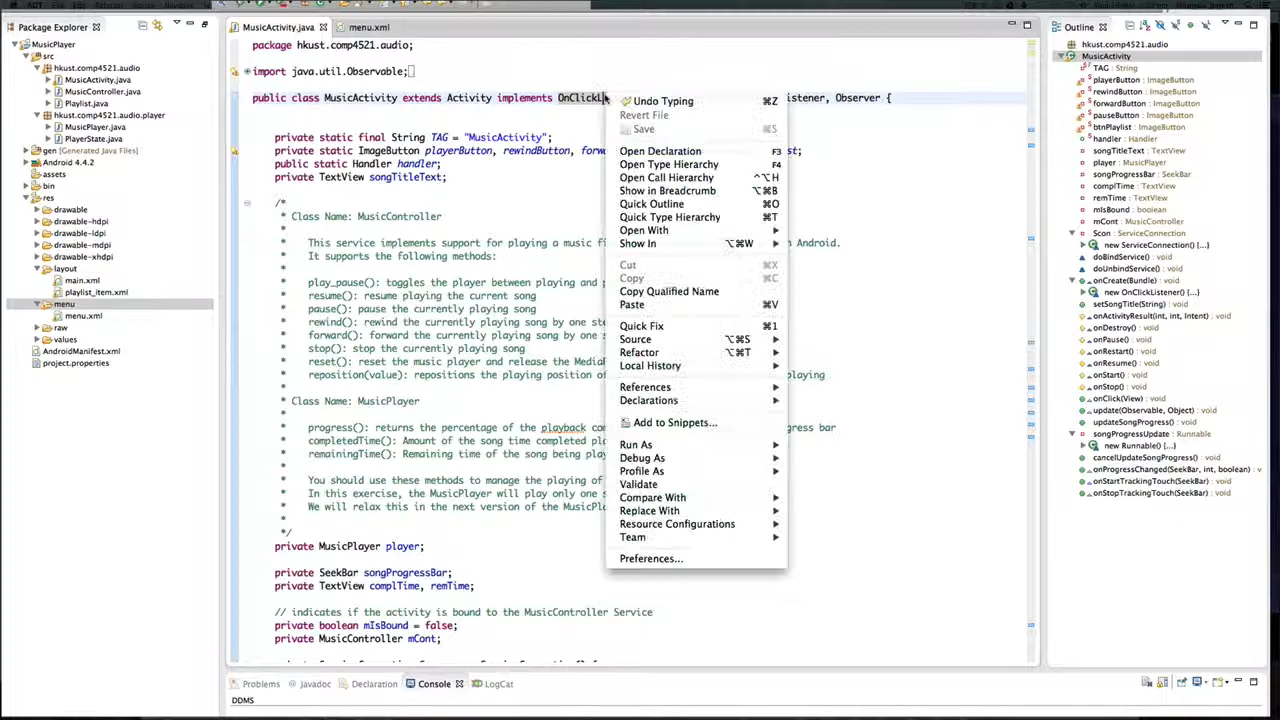 Package Explorer
MusicPlayer
src
hkust.comp4521.audio
MusicActivity.java
MusicController.java
Playlist.java
hkust.comp4521.audio.player
MusicPlayer.java
PlayerState.java
gen [Generated Java Files]
Android 4.4.2
assets
bin
res
drawable
drawable-hdpi
drawable-ldpi
drawable-mdpi
drawable-xhdpi
layout
main.xml
playlist_item.xml
menu
menu.xml
raw
values
AndroidManifest.xml
project.properties
MusicActivity.java
menu.xml
package hkust.comp4521.audio;
import java.util.Observable;
public class MusicActivity extends Activity implements OnClickL
istener, Observer {
private static final String TAG = "MusicActivity";
private static ImageButton playerButton, rewindButton, forw
st;
public static Handler handler;
private TextView songTitleText;
/*
* Class Name: MusicController
*
* This service implements support for playing a music fi
n Android.
* It supports the following methods:
*
* play_pause(): toggles the player between playing and p
* resume(): resume playing the current song
* pause(): pause the currently playing song
* rewind(): rewind the currently playing song by one ste
* forward(): forward the currently playing song by one s
* stop(): stop the currently playing song
* reset(): reset the music player and release the MediaP
* reposition(value): repositions the playing position of
playing
*
* Class Name: MusicPlayer
*
* progress(): returns the percentage of the playback com
gress bar
* completedTime(): Amount of the song time completed pla
* remainingTime(): Remaining time of the song being play
*
* You should use these methods to manage the playing of
* In this exercise, the MusicPlayer will play only one s
* We will relax this in the next version of the MusicPla
*
*/
private MusicPlayer player;
private SeekBar songProgressBar;
private TextView complTime, remTime;
// indicates if the activity is bound to the MusicController Service
private boolean mIsBound = false;
private MusicController mCont;
Undo Typing ⌘Z
Revert File
Save ⌘S
Open Declaration F3
Open Type Hierarchy F4
Open Call Hierarchy ^⌥H
Show in Breadcrumb ⌥⌘B
Quick Outline ⌘O
Quick Type Hierarchy ⌘T
Open With
Show In ⌥⌘W
Cut ⌘X
Copy ⌘C
Copy Qualified Name
Paste ⌘V
Quick Fix ⌘1
Source ⌥⌘S
Refactor ⌥⌘T
Local History
References
Declarations
Add to Snippets...
Run As
Debug As
Profile As
Validate
Compare With
Replace With
Resource Configurations
Team
Preferences...
Outline
hkust.comp4521.audio
MusicActivity
TAG : String
playerButton : ImageButton
rewindButton : ImageButton
forwardButton : ImageButton
pauseButton : ImageButton
btnPlaylist : ImageButton
handler : Handler
songTitleText : TextView
player : MusicPlayer
songProgressBar : SeekBar
complTime : TextView
remTime : TextView
mIsBound : boolean
mCont : MusicController
Scon : ServiceConnection
new ServiceConnection() {...}
doBindService() : void
doUnbindService() : void
onCreate(Bundle) : void
new OnClickListener() {...}
setSongTitle(String) : void
onActivityResult(int, int, Intent) : void
onDestroy() : void
onPause() : void
onRestart() : void
onResume() : void
onStart() : void
onStop() : void
onClick(View) : void
update(Observable, Object) : void
updateSongProgress() : void
songProgressUpdate : Runnable
new Runnable() {...}
cancelUpdateSongProgress() : void
onProgressChanged(SeekBar, int, boolean) : void
onStartTrackingTouch(SeekBar) : void
onStopTrackingTouch(SeekBar) : void
Problems
Javadoc
Declaration
Console
LogCat
DDMS